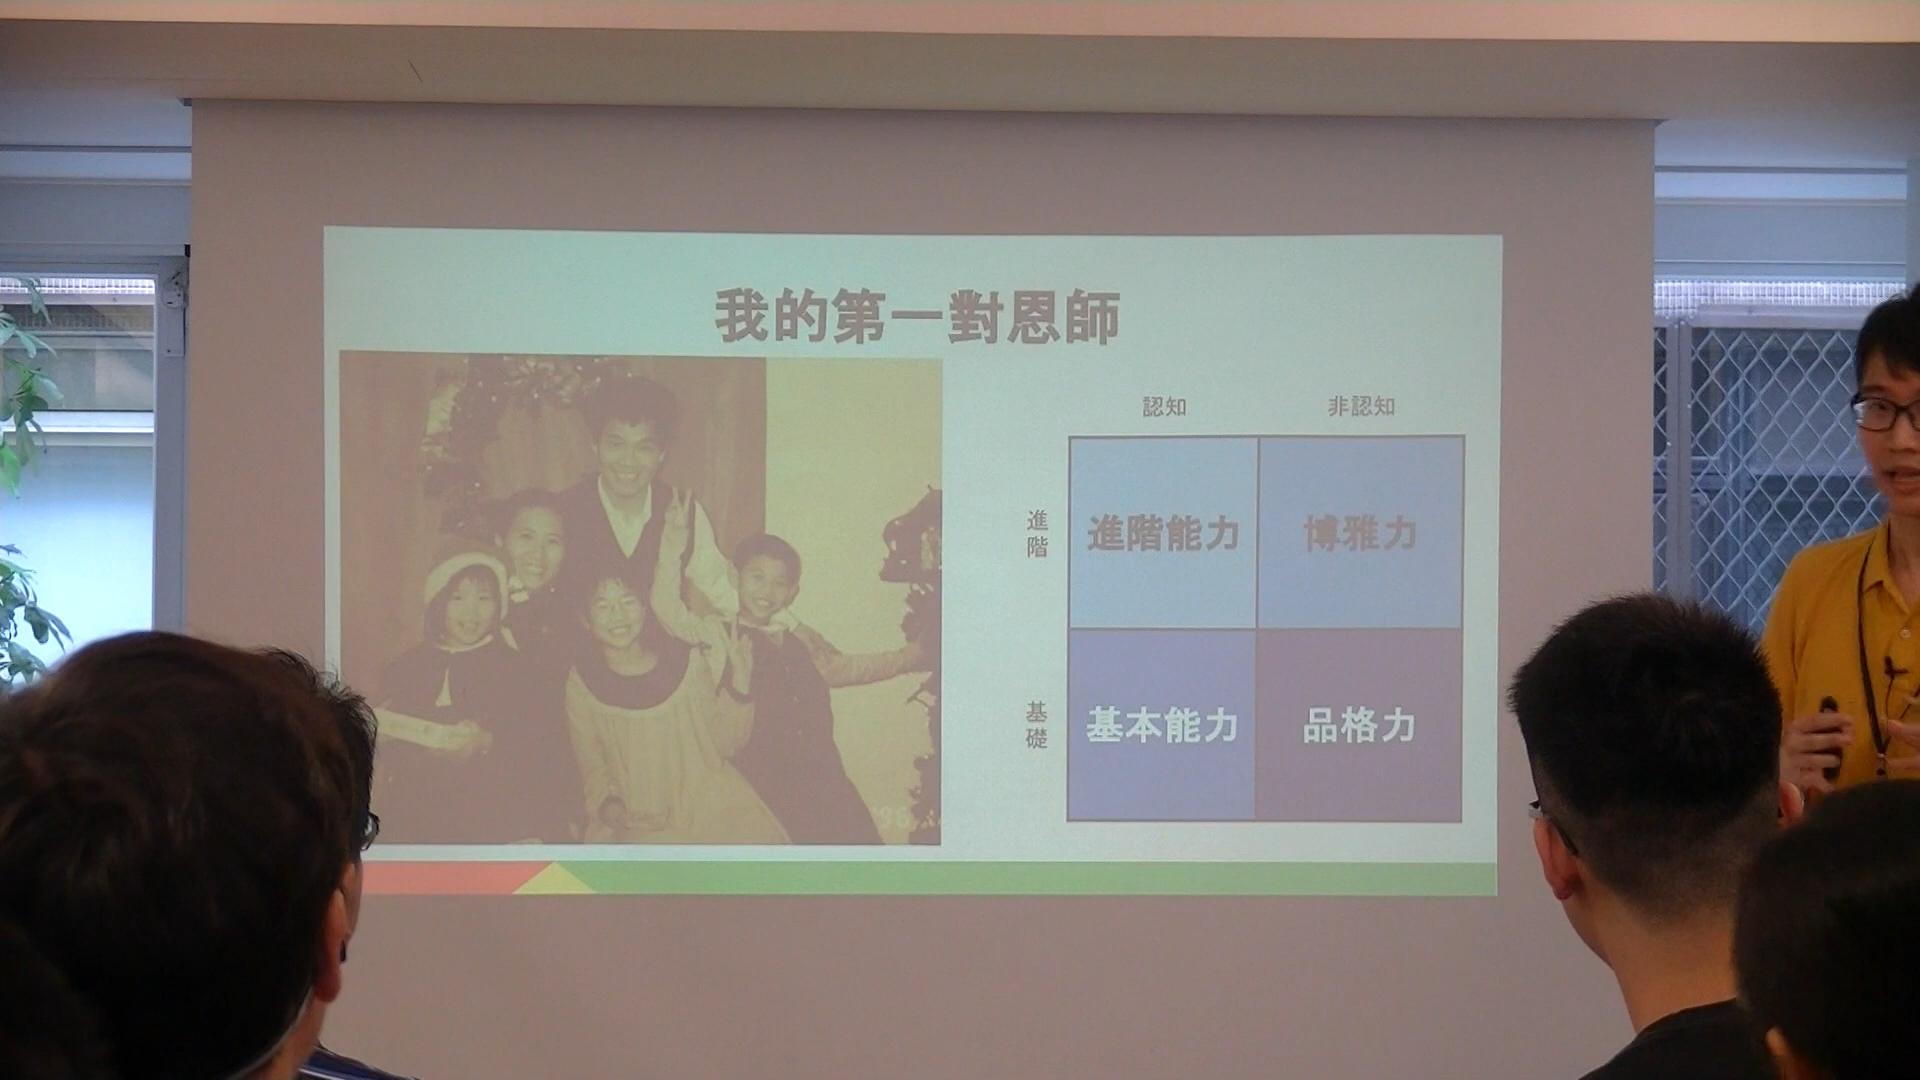 我的第一對恩師
認知 非認知
進階 進階能力 博雅力
基礎 基本能力 品格力